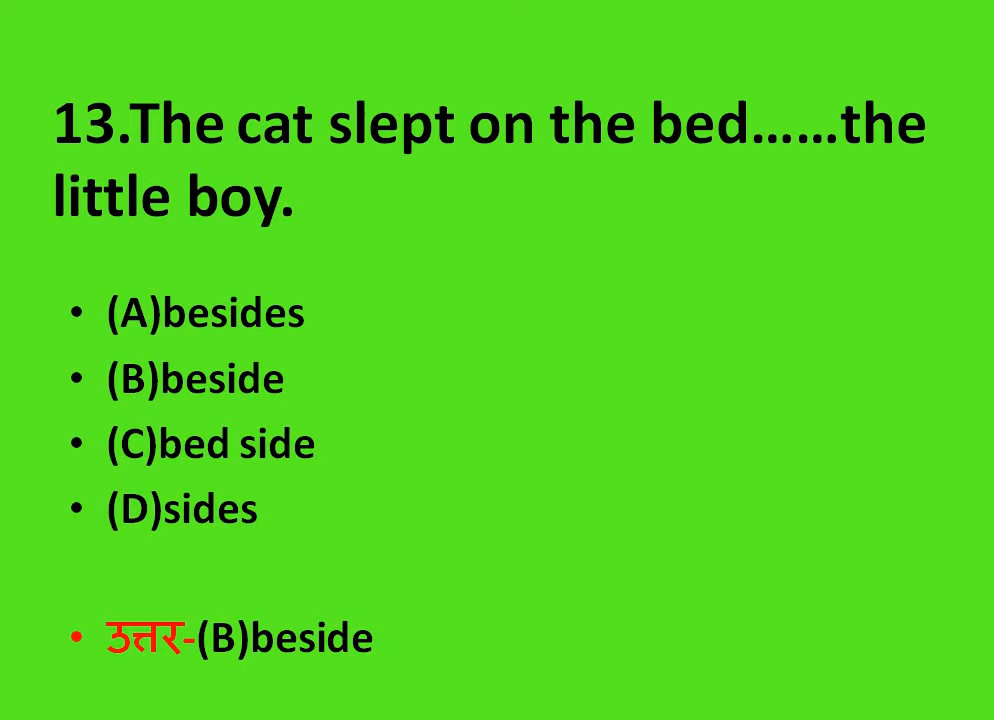 13.The cat slept on the bed……the
little boy.
• (A)besides
• (B)beside
• (C)bed side
• (D)sides
• उत्तर-(B)beside